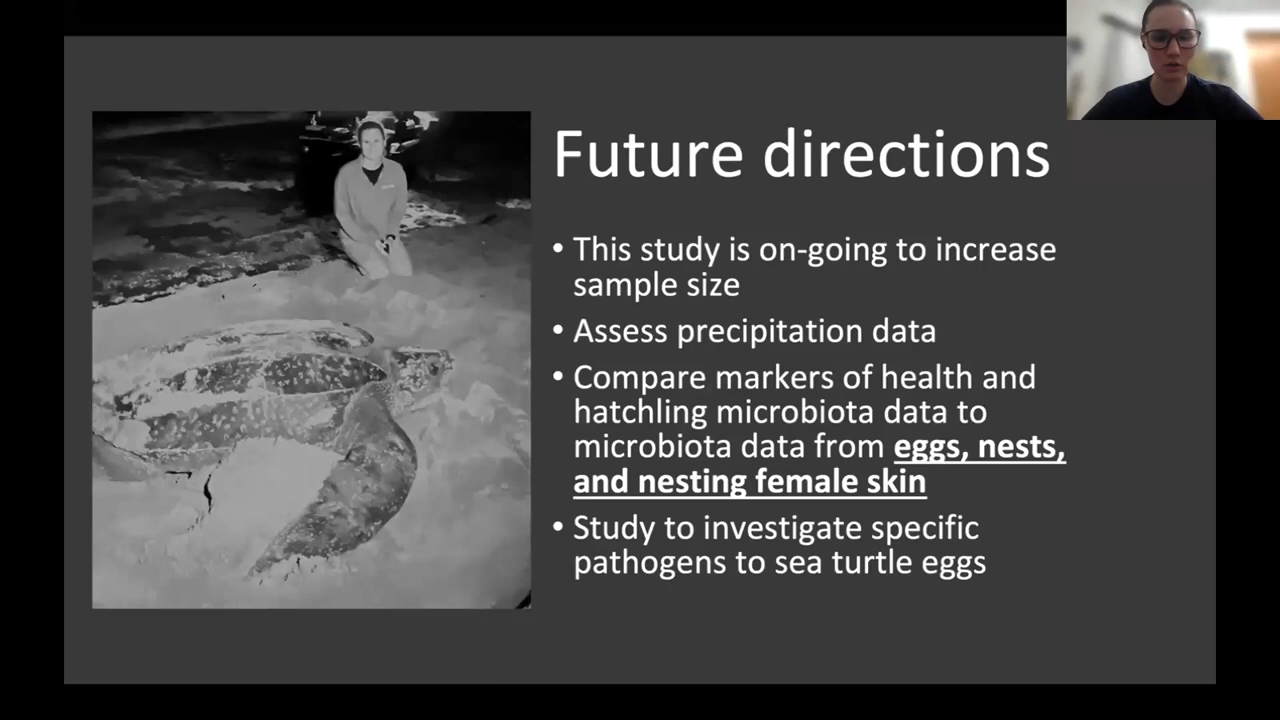 Future directions
• This study is on-going to increase
sample size
• Assess precipitation data
• Compare markers of health and
hatchling microbiota data to
microbiota data from eggs, nests,
and nesting female skin
• Study to investigate specific
pathogens to sea turtle eggs